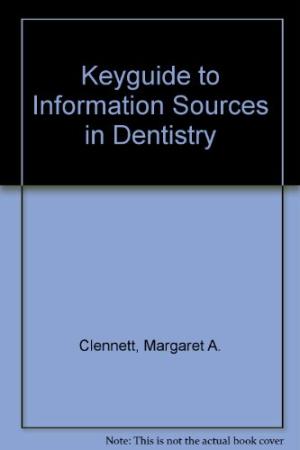 Keyguide to
Information Sources
in Dentistry
Clennett, Margaret A.
Note: This is not the actual book cover